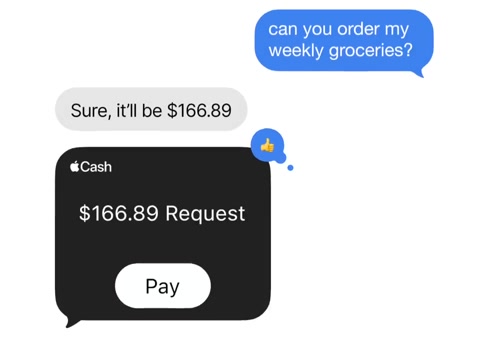 can you order my
weekly groceries?
Sure, it'll be $166.89
Cash
$166.89 Request
Pay